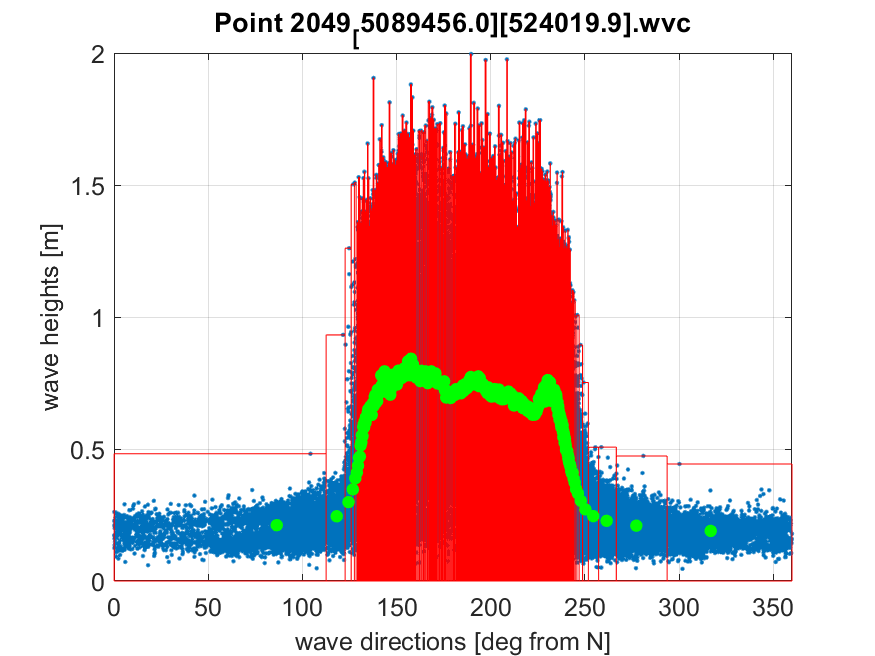 Point 2049[5089456.0][524019.9].wvc
2
1.5
1
0.5
0
wave heights [m]
0 50 100 150 200 250 300 350
wave directions [deg from N]